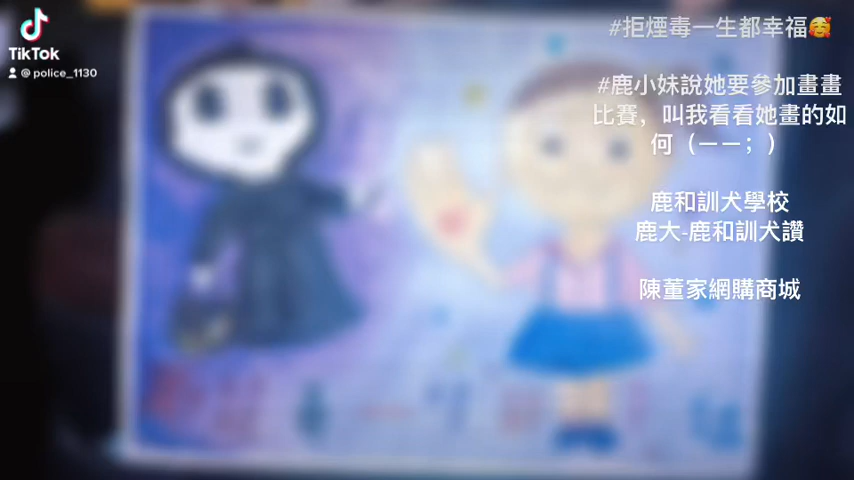 TikTok
@ police_1130
#拒煙毒一生都幸福🥰
#鹿小妹說她要參加畫畫
比賽，叫我看看她畫的如
何（－－；）
鹿和訓犬學校
鹿大-鹿和訓犬讚
陳董家網購商城